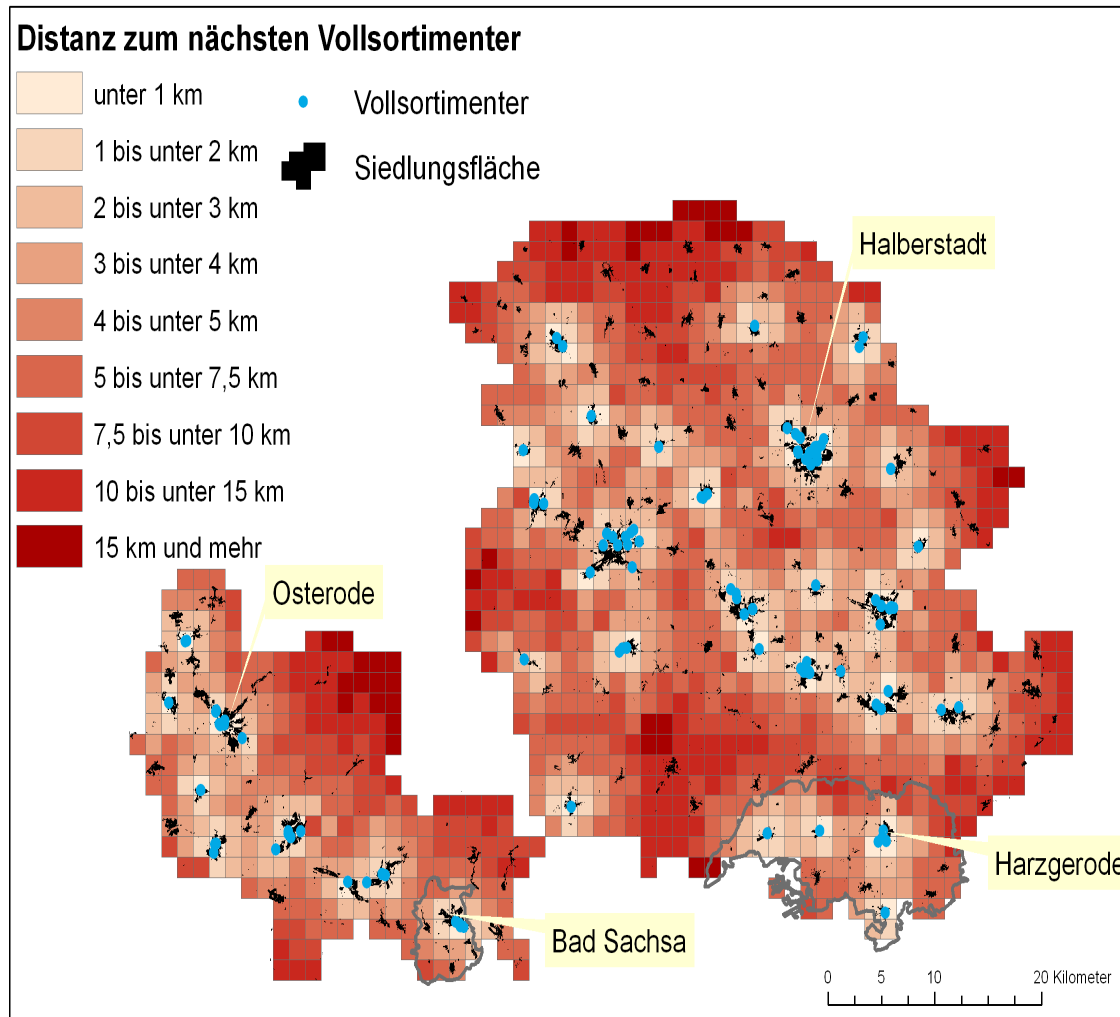 Distanz zum nächsten Vollsortimenter
unter 1 km
1 bis unter 2 km
2 bis unter 3 km
3 bis unter 4 km
4 bis unter 5 km
5 bis unter 7,5 km
7,5 bis unter 10 km
10 bis unter 15 km
15 km und mehr
Vollsortimenter
Siedlungsfläche
Halberstadt
Osterode
Harzgerode
Bad Sachsa
0 5 10 20 Kilometer